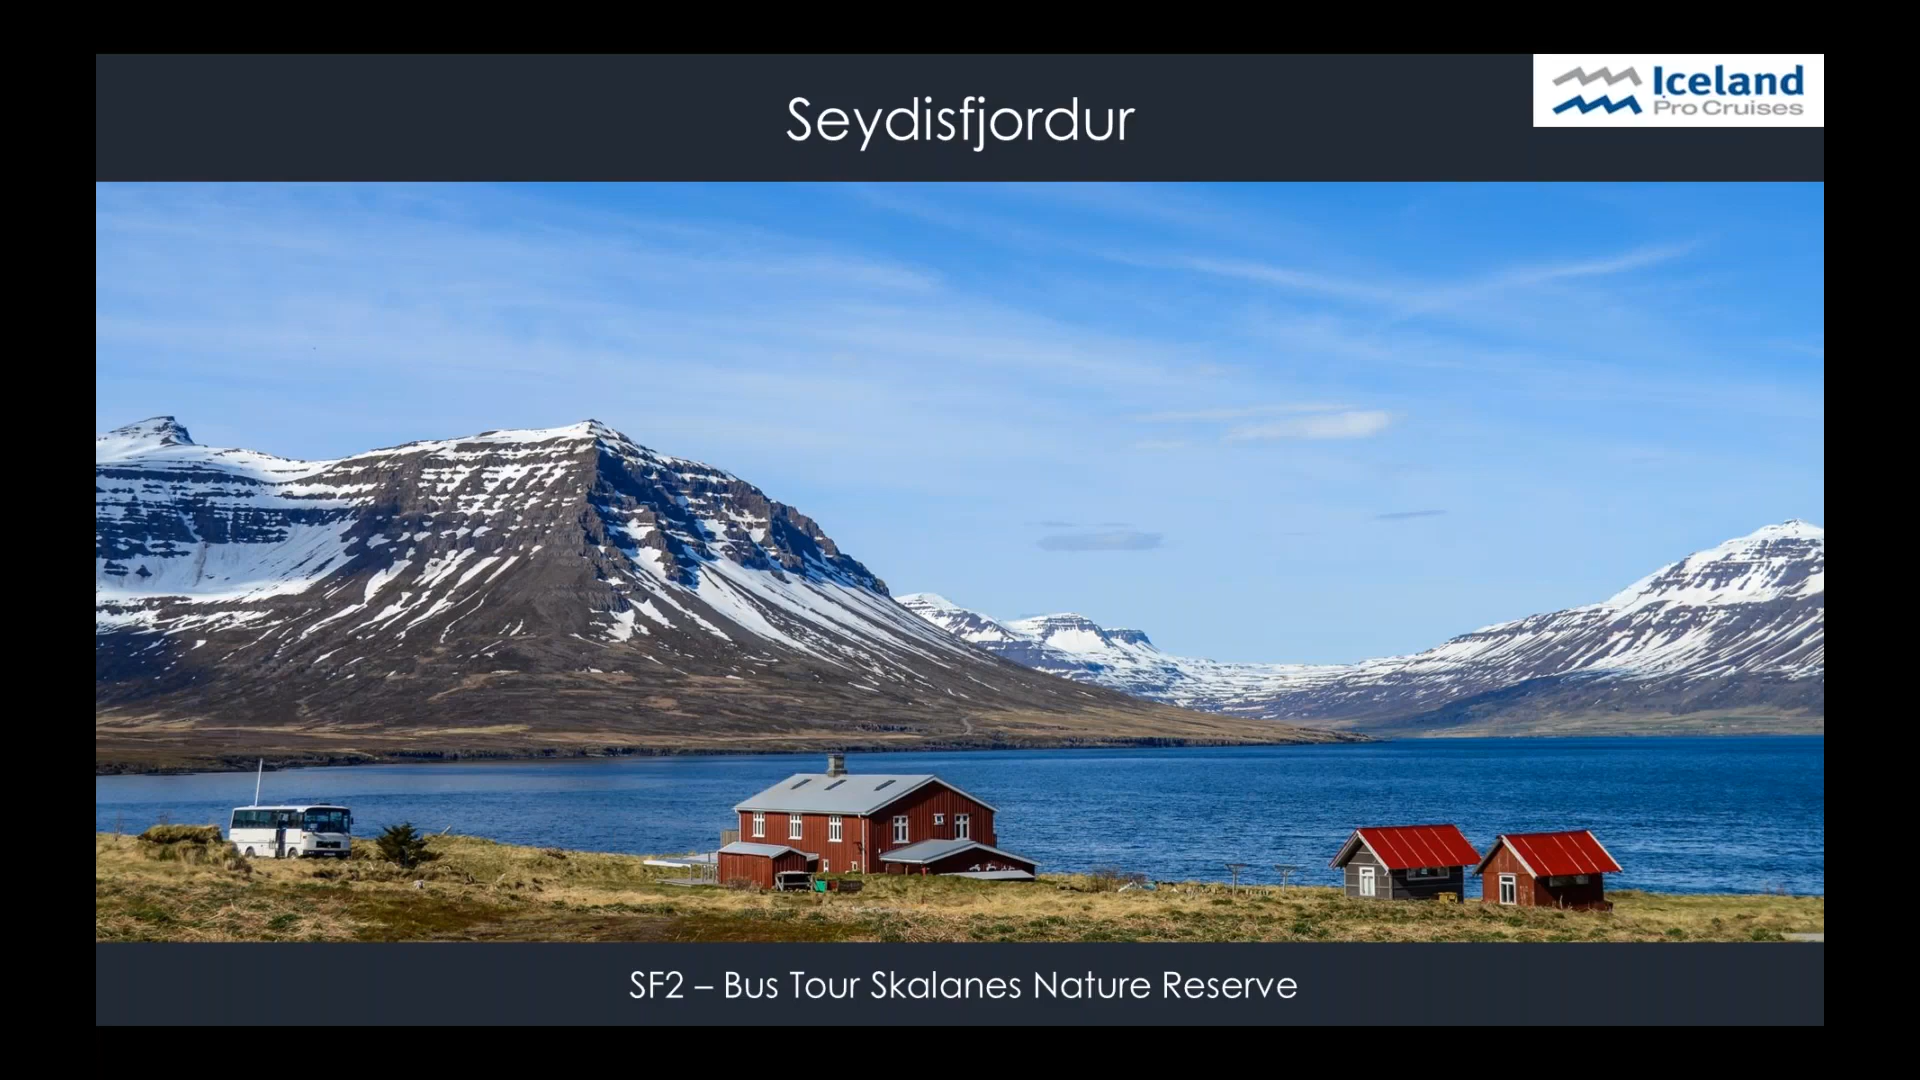 Seydisfjordur
Iceland
Pro Cruises
SF2 – Bus Tour Skalanes Nature Reserve